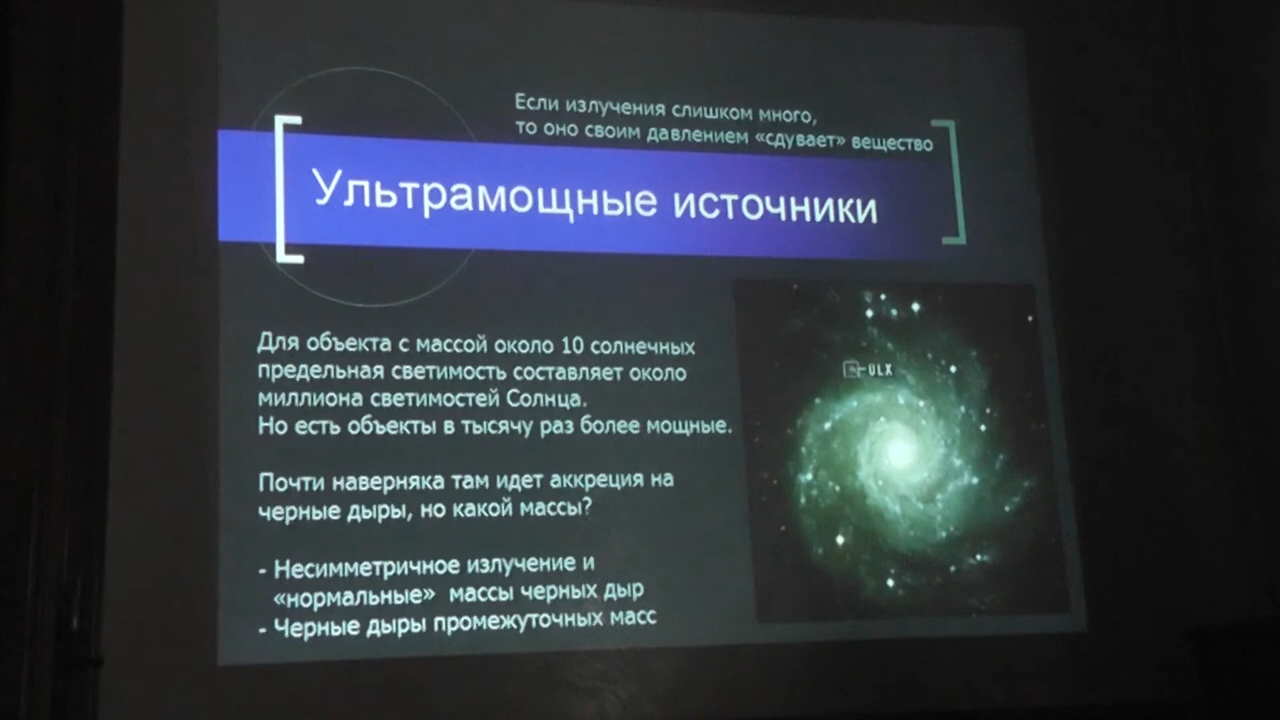 Если излучения слишком много,
то оно своим давлением «сдувает» вещество
Ультрамощные источники
Для объекта с массой около 10 солнечных
предельная светимость составляет около
миллиона светимостей Солнца.
Но есть объекты в тысячу раз более мощные.
Почти наверняка там идет аккреция на
черные дыры, но какой массы?
- Несимметричное излучение и
«нормальные» массы черных дыр
- Черные дыры промежуточных масс
ULX